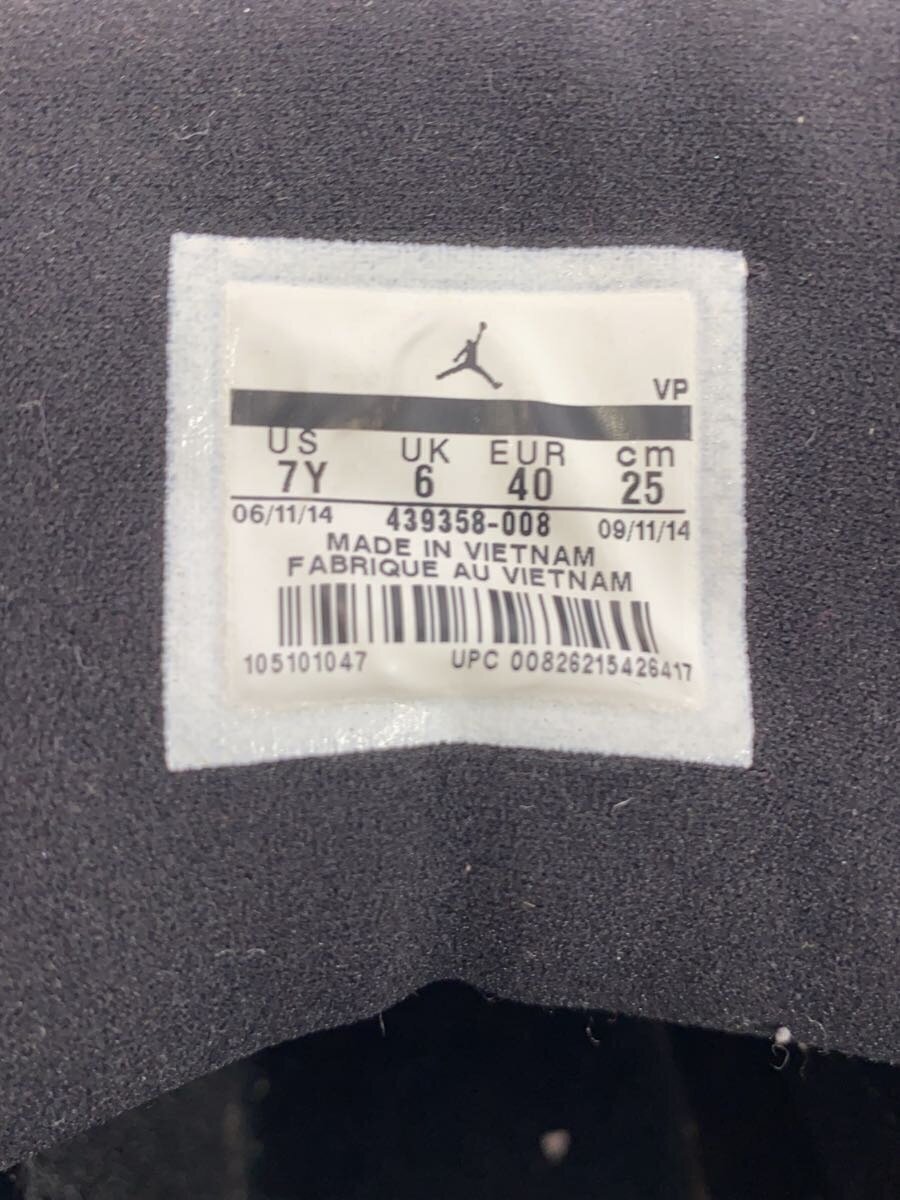 VP
US UK EUR cm
7Y 6 40 25
06/11/14 439358-008 09/11/14
MADE IN VIETNAM
FABRIQUE AU VIETNAM
105101047 UPC 00826215426417